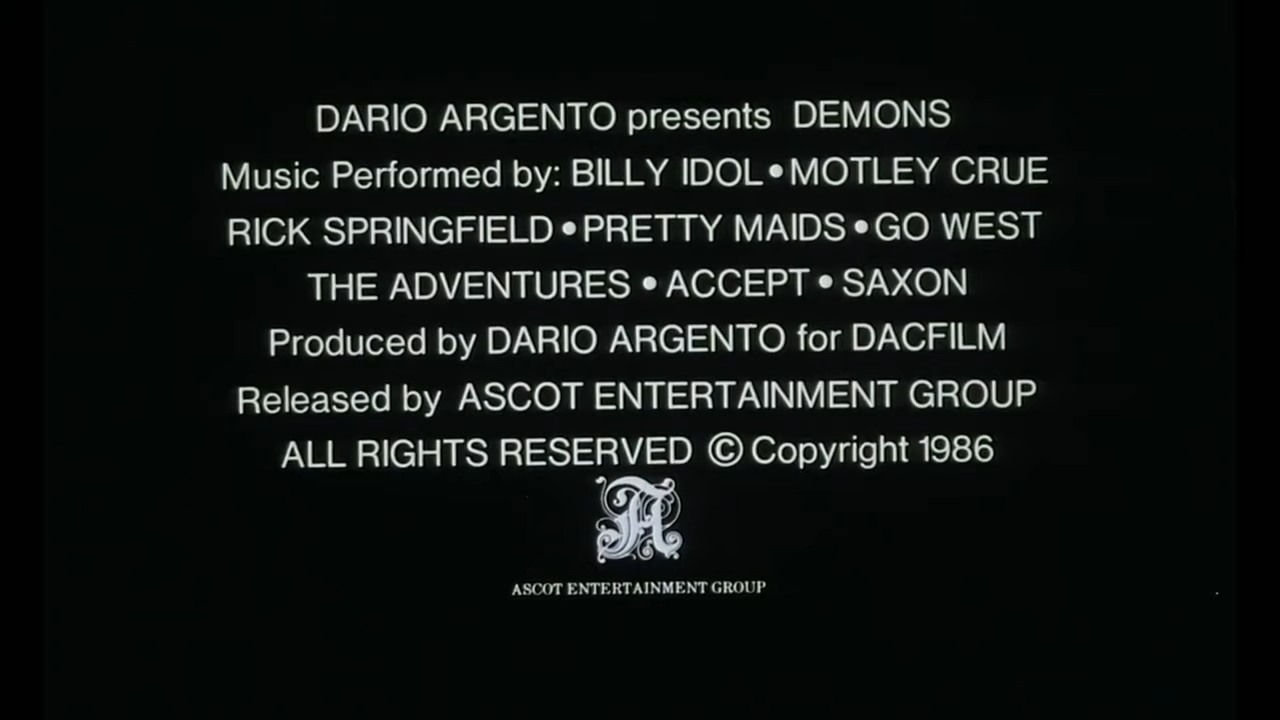 DARIO ARGENTO presents DEMONS
Music Performed by: BILLY IDOL•MOTLEY CRUE
RICK SPRINGFIELD•PRETTY MAIDS•GO WEST
THE ADVENTURES•ACCEPT•SAXON
Produced by DARIO ARGENTO for DACFILM
Released by ASCOT ENTERTAINMENT GROUP
ALL RIGHTS RESERVED © Copyright 1986
A
ASCOT ENTERTAINMENT GROUP